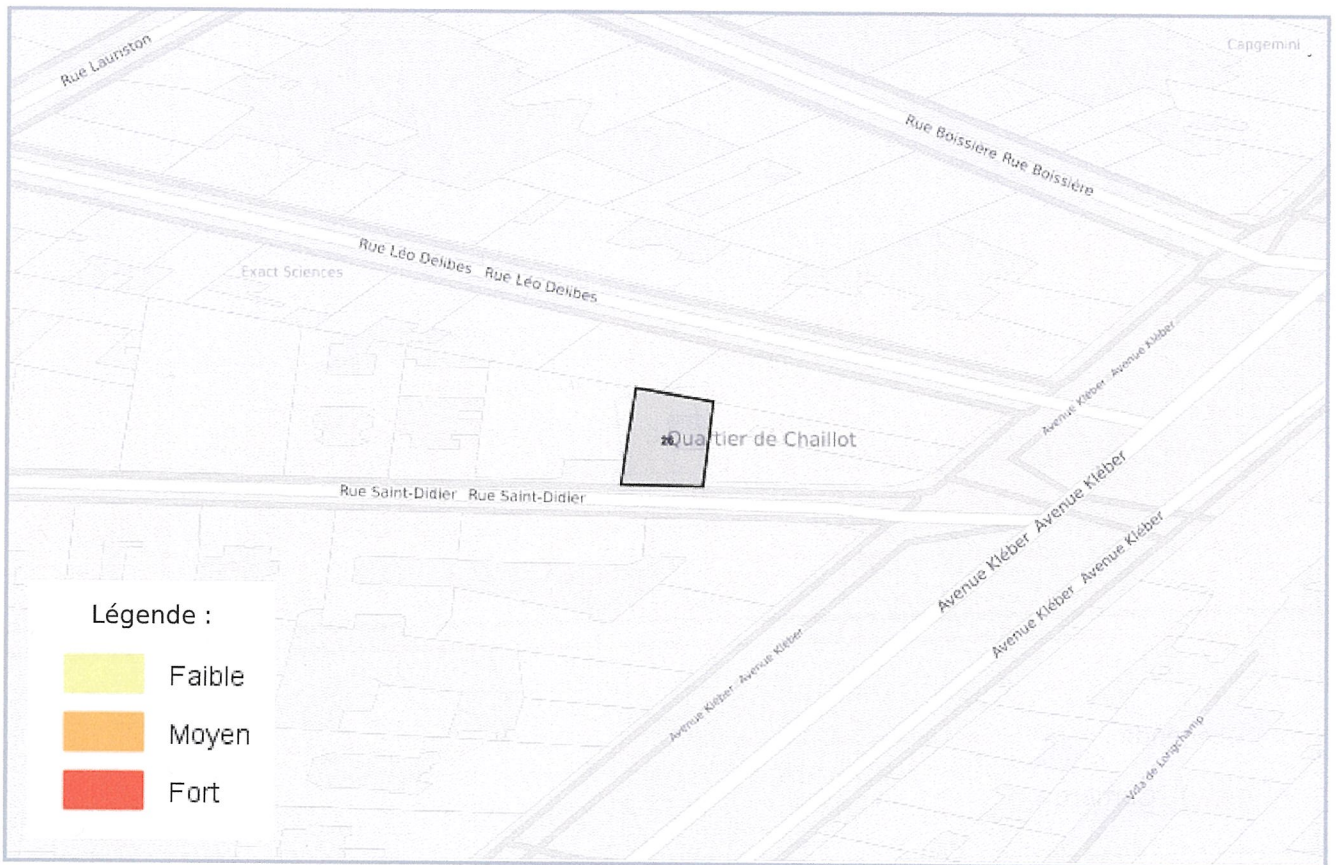 Rue Lauriston
Capgemini
Rue Boissière Rue Boissière
Rue Léo Delibes Rue Léo Delibes
Exact Sciences
Avenue Kléber Avenue Kléber
26
Quartier de Chaillot
Rue Saint-Didier Rue Saint-Didier
Avenue Kléber Avenue Kléber
Avenue Kléber Avenue Kléber
Avenue Kléber Avenue Kléber
Villa de Longchamp
Légende :
Faible
Moyen
Fort